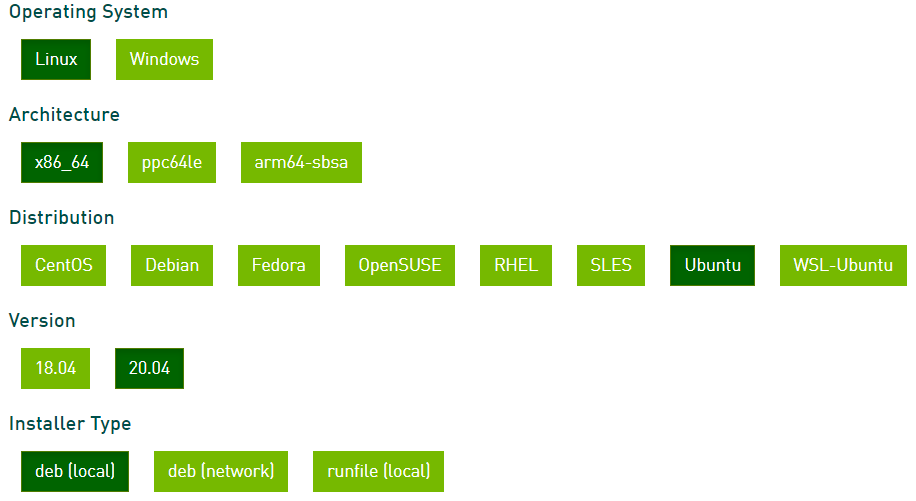 Operating System
Linux Windows
Architecture
x86_64 ppc64le arm64-sbsa
Distribution
CentOS Debian Fedora OpenSUSE RHEL SLES Ubuntu WSL-Ubuntu
Version
18.04 20.04
Installer Type
deb (local) deb (network) runfile (local)